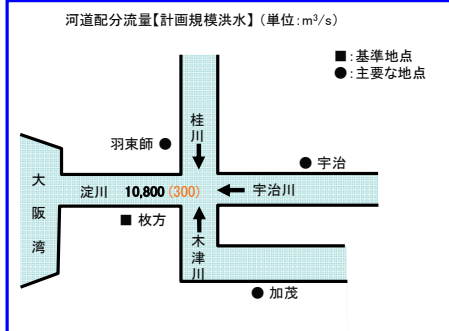 河道配分流量【計画規模洪水】（単位:m³/s）
■:基準地点
●:主要な地点
桂川
羽束師 ●
● 宇治
大阪湾
淀川 10,800 (300)
宇治川
■ 枚方
木津川
● 加茂